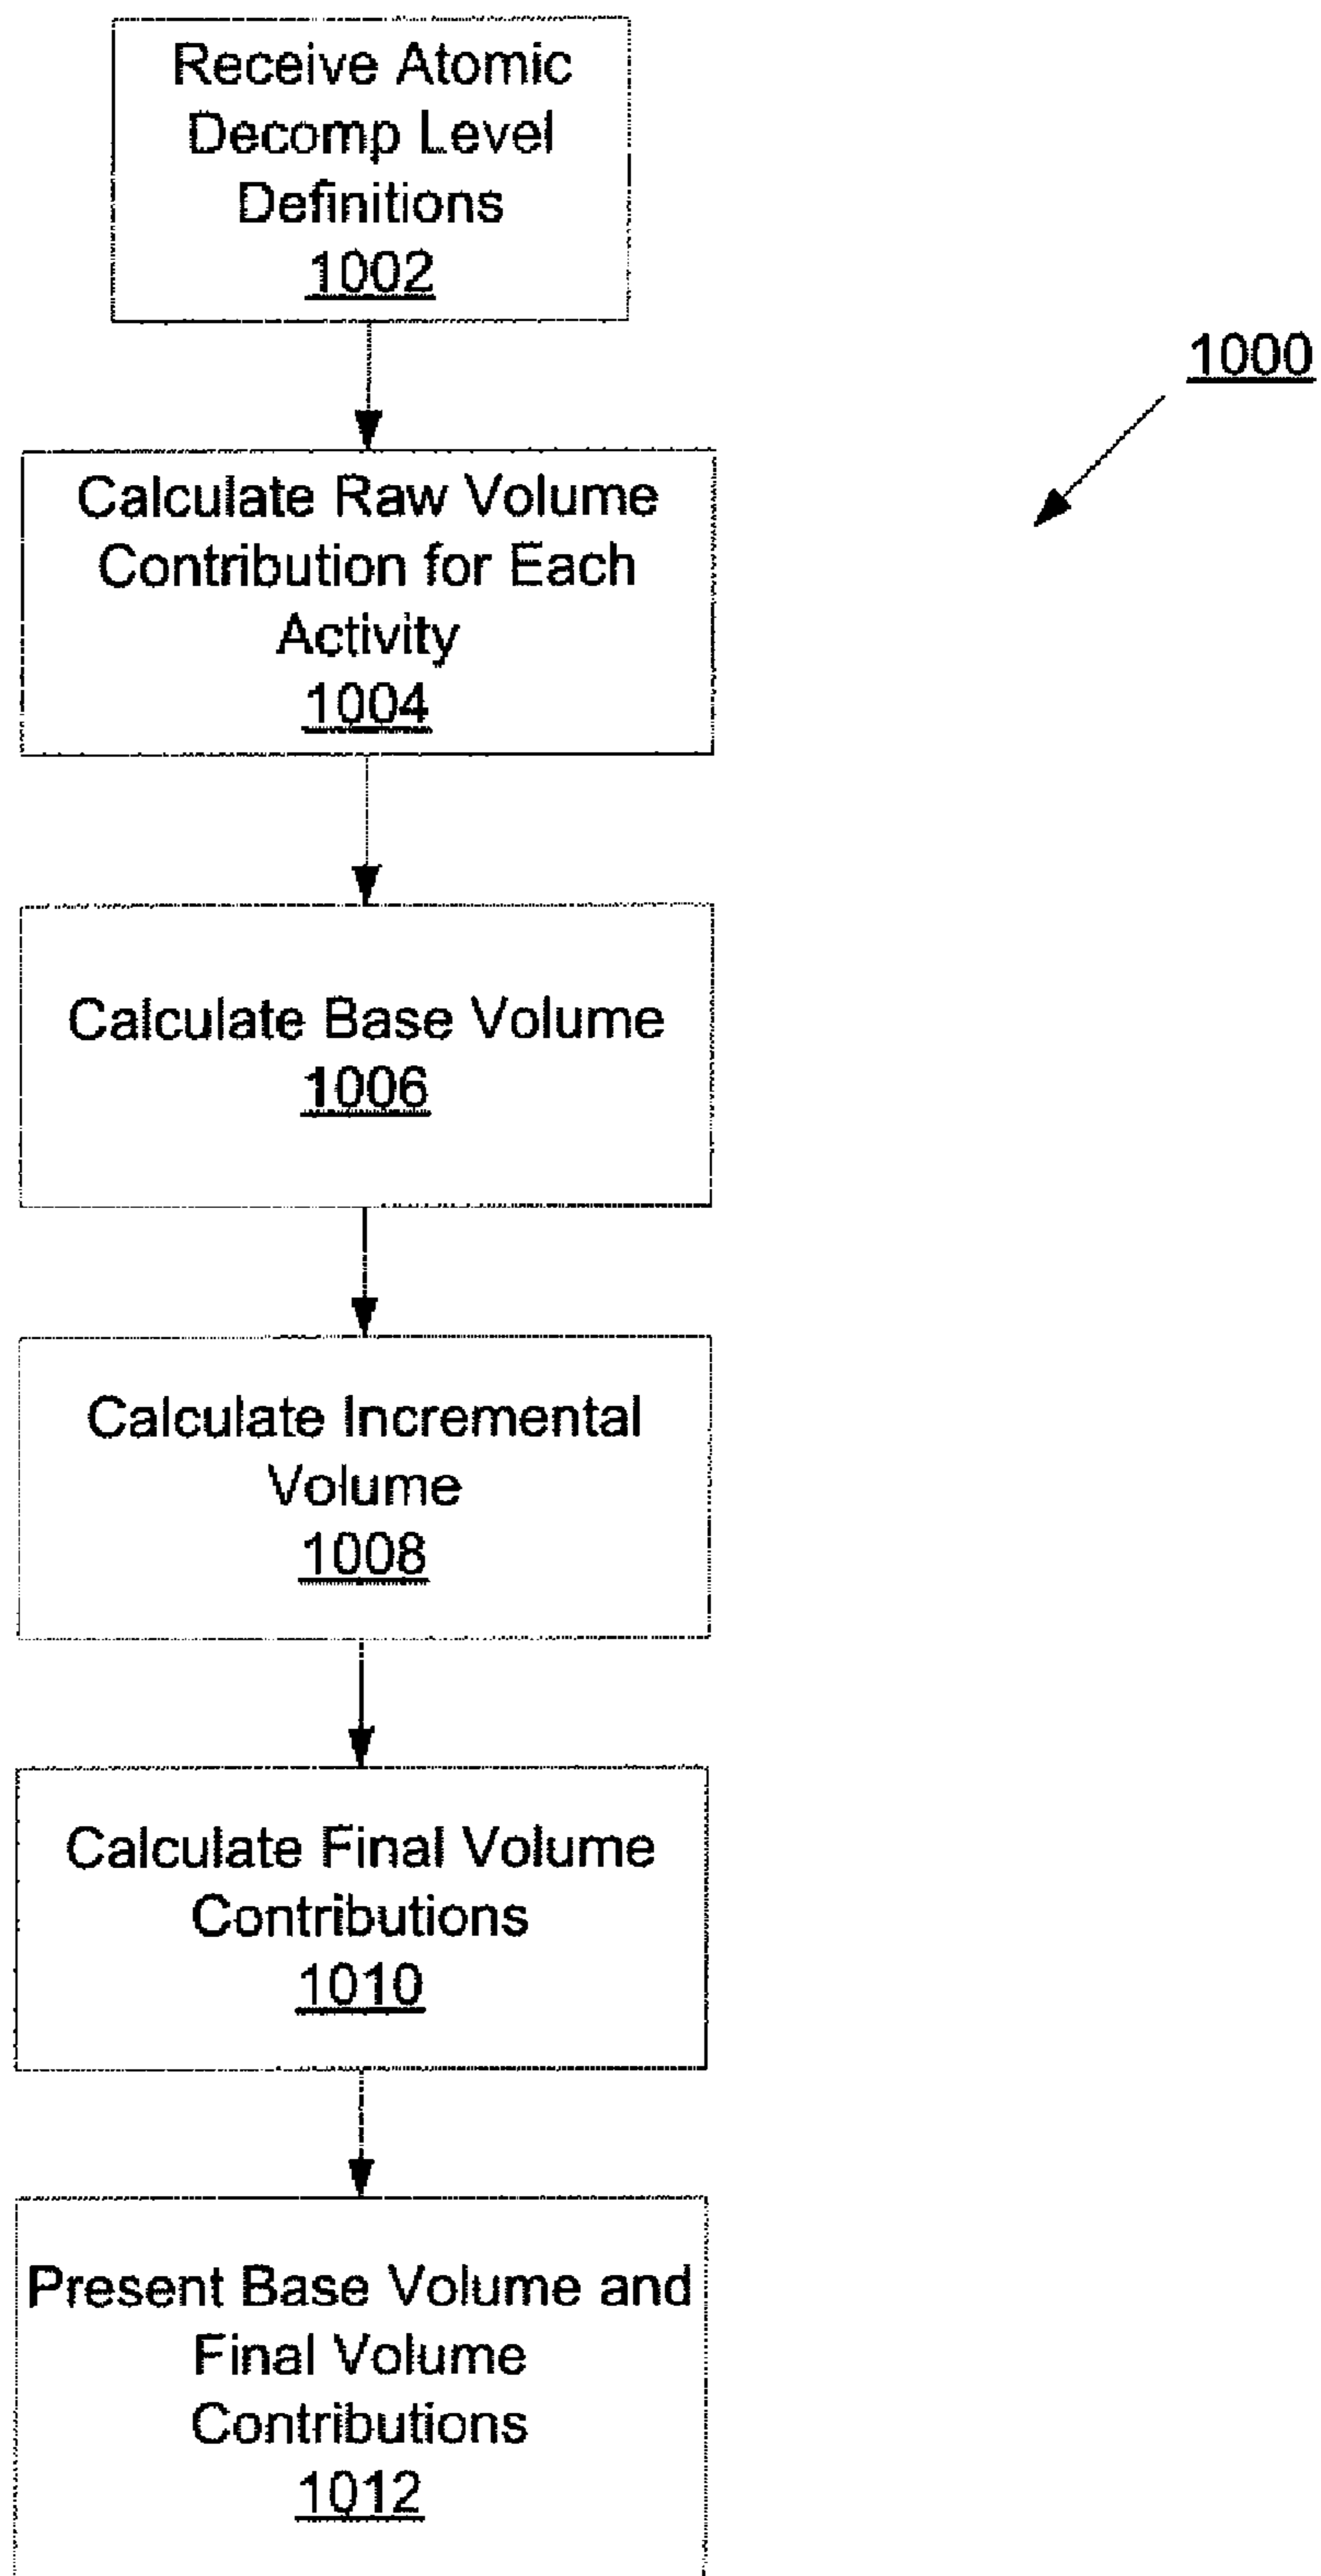 Receive Atomic
Decomp Level
Definitions
1002
1000
Calculate Raw Volume
Contribution for Each
Activity
1004
Calculate Base Volume
1006
Calculate Incremental
Volume
1008
Calculate Final Volume
Contributions
1010
Present Base Volume and
Final Volume
Contributions
1012